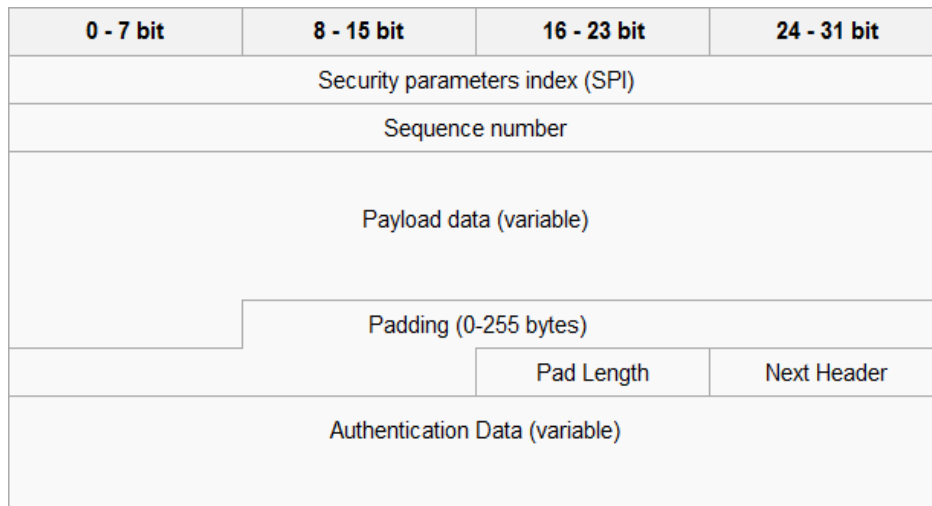 0 - 7 bit 8 - 15 bit 16 - 23 bit 24 - 31 bit
Security parameters index (SPI)
Sequence number
Payload data (variable)
Padding (0-255 bytes)
Pad Length Next Header
Authentication Data (variable)